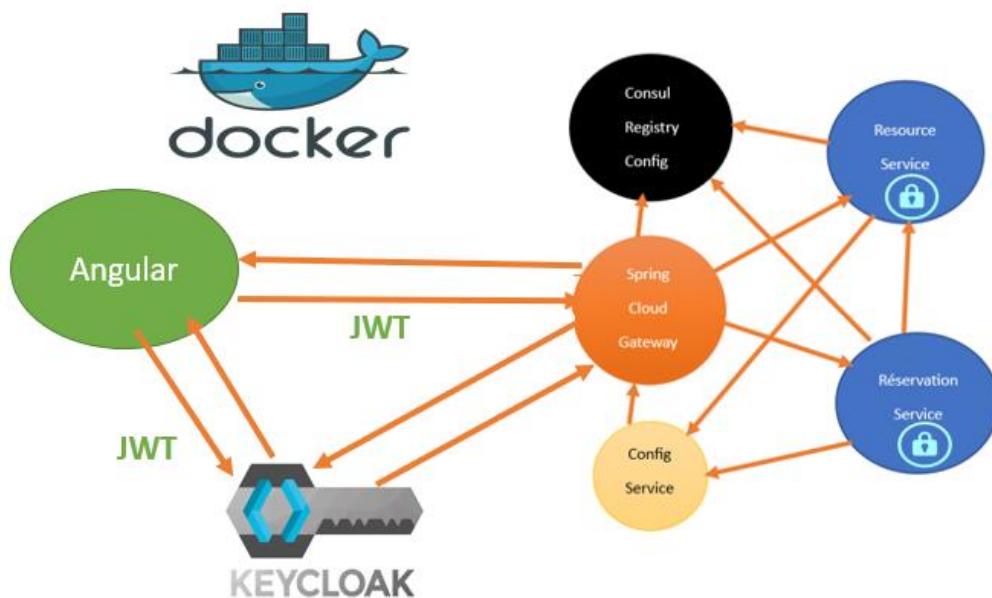 docker
Consul
Registry
Config
Resource
Service
Angular
Spring
Cloud
Gateway
JWT
Réservation
Service
JWT
Config
Service
KEYCLOAK